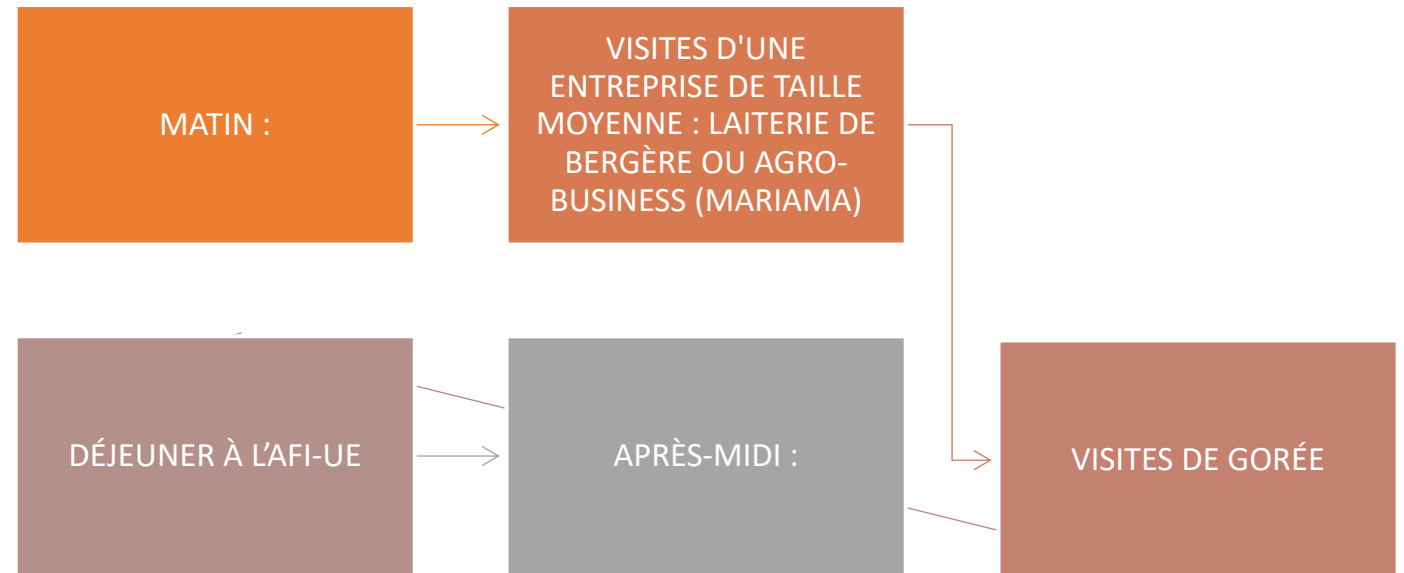 MATIN :
VISITES D'UNE
ENTREPRISE DE TAILLE
MOYENNE : LAITERIE DE
BERGÈRE OU AGRO-
BUSINESS (MARIAMA)
DÉJEUNER À L’AFI-UE
APRÈS-MIDI :
VISITES DE GORÉE